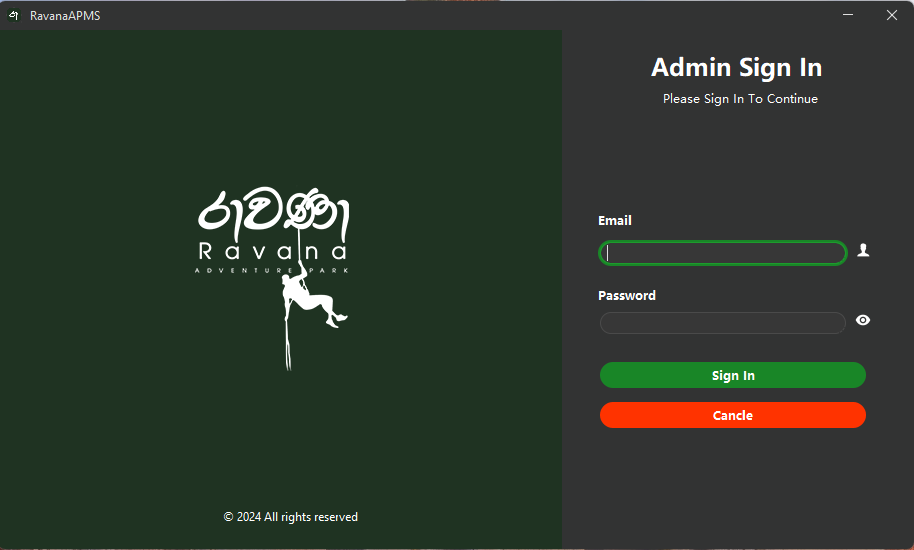 RavanaAPMS
රාවණා
Ravana
ADVENTURE PARK
© 2024 All rights reserved
Admin Sign In
Please Sign In To Continue
Email
Password
Sign In
Cancle